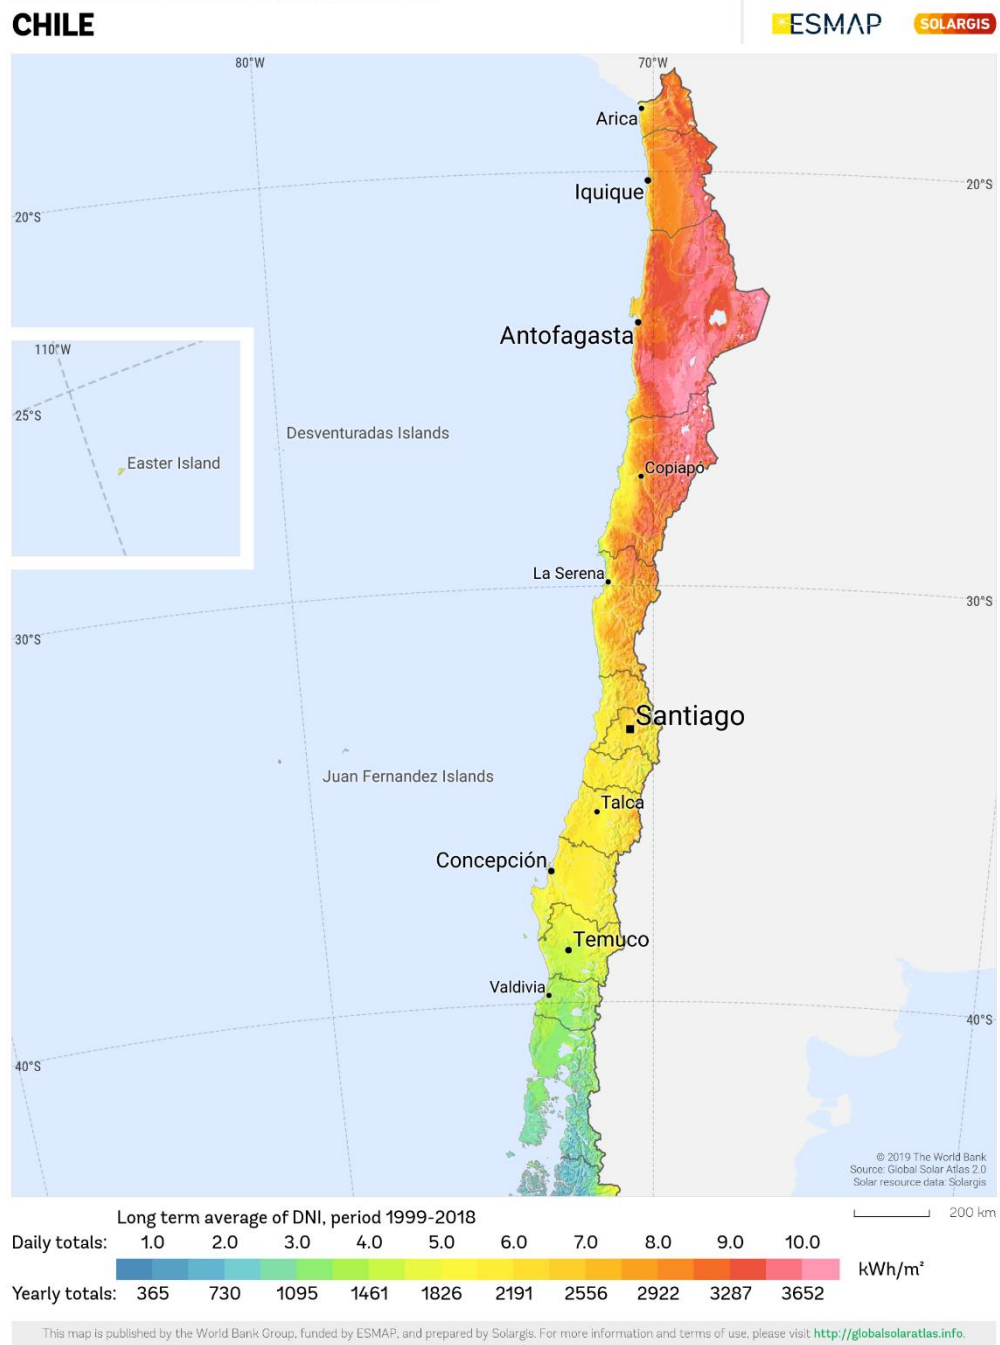 CHILE
ESMAP
SOLARGIS
80°W
70°W
Arica
Iquique
20°S
20°S
Antofagasta
110°W
25°S
Desventuradas Islands
Easter Island
Copiapó
La Serena
30°S
30°S
Santiago
Juan Fernandez Islands
Talca
Concepción
Temuco
Valdivia
40°S
40°S
© 2019 The World Bank
Source: Global Solar Atlas 2.0
Solar resource data: Solargis
200 km
Long term average of DNI, period 1999-2018
Daily totals: 1.0 2.0 3.0 4.0 5.0 6.0 7.0 8.0 9.0 10.0
kWh/m²
Yearly totals: 365 730 1095 1461 1826 2191 2556 2922 3287 3652
This map is published by the World Bank Group, funded by ESMAP, and prepared by Solargis. For more information and terms of use, please visit http://globalsolaratlas.info.